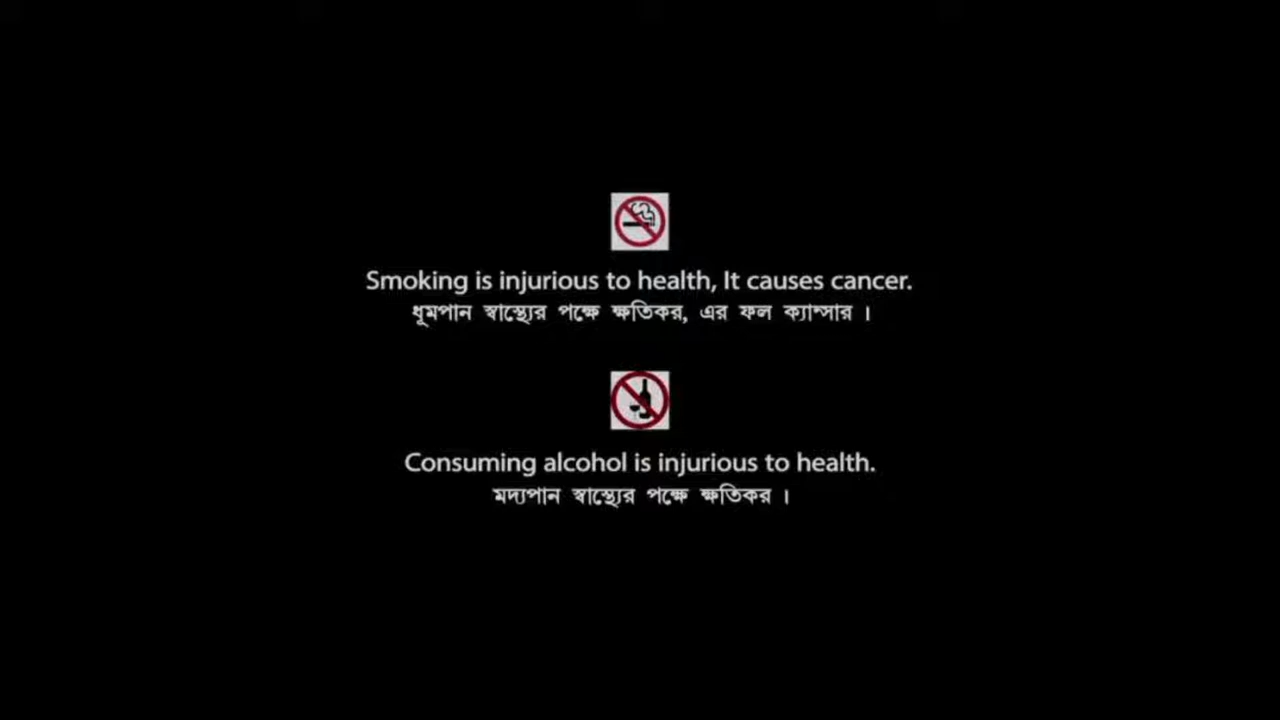 Smoking is injurious to health, It causes cancer.
ধূমপান স্বাস্থ্যের পক্ষে ক্ষতিকর, এর ফল ক্যান্সার ।
Consuming alcohol is injurious to health.
মদ্যপান স্বাস্থ্যের পক্ষে ক্ষতিকর ।